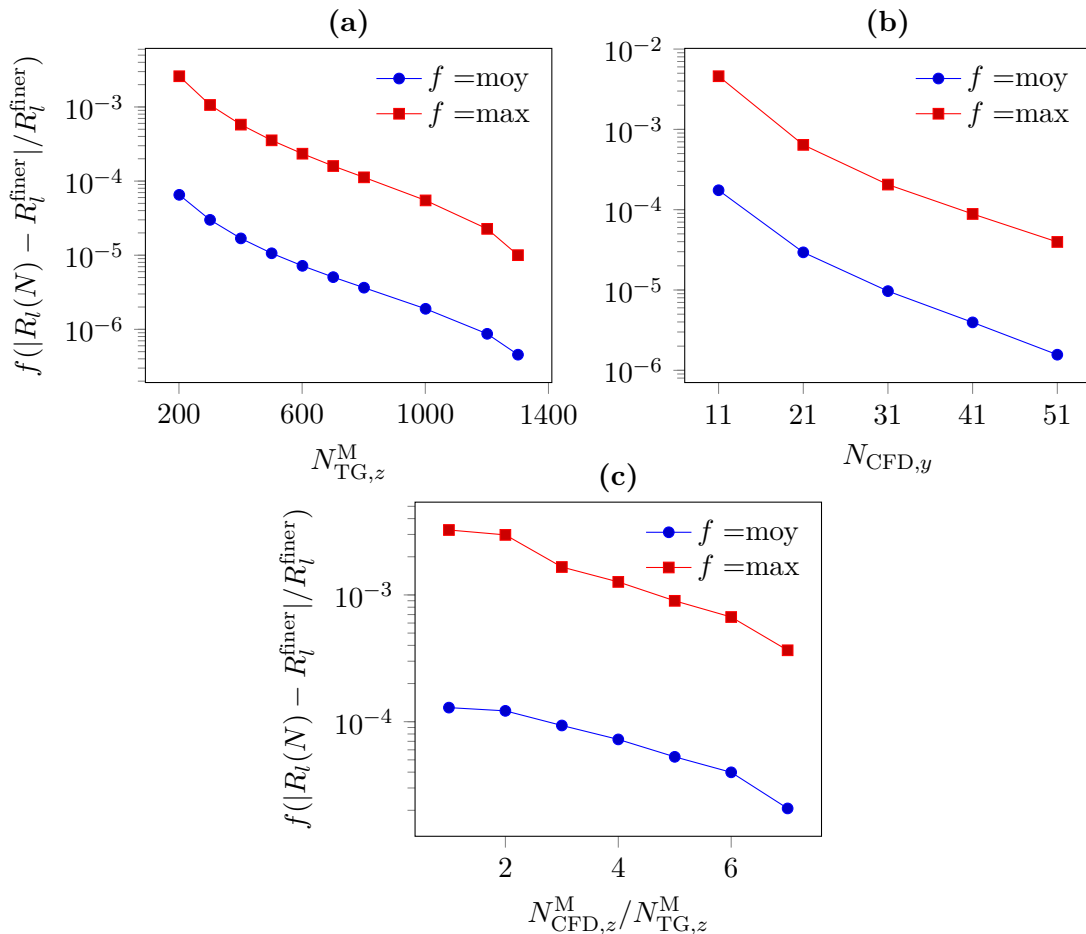 (a)
f(|R_l(N) − R_l^finer|/R_l^finer)
10^−3
10^−4
10^−5
10^−6
f =moy
f =max
200 600 1000 1400
N^M_TG,z
(b)
10^−2
10^−3
10^−4
10^−5
10^−6
f =moy
f =max
11 21 31 41 51
N_CFD,y
(c)
f(|R_l(N) − R_l^finer|/R_l^finer)
10^−3
10^−4
f =moy
f =max
2 4 6
N^M_CFD,z/N^M_TG,z